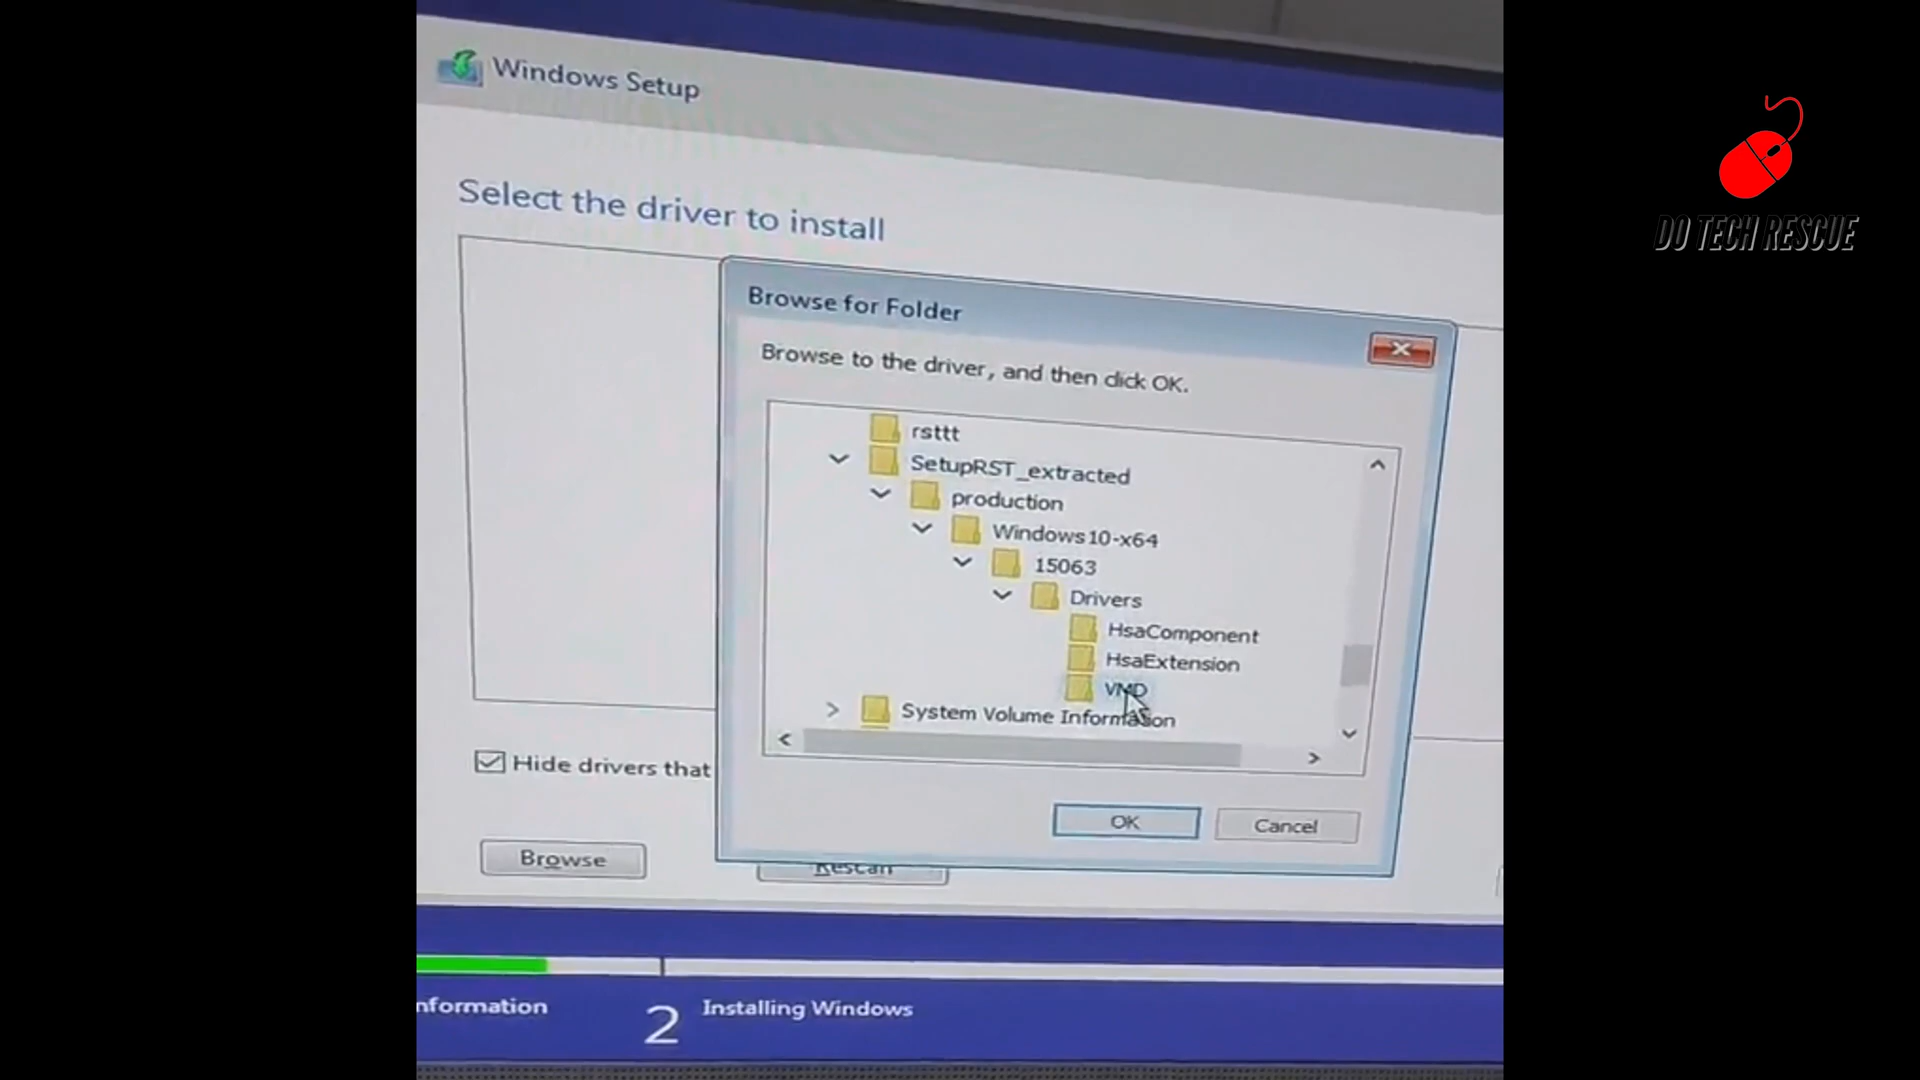 Windows Setup
DO TECH RESCUE
Select the driver to install
Browse for Folder
Browse to the driver, and then click OK.
rsttt
SetupRST_extracted
production
Windows10-x64
15063
Drivers
HsaComponent
HsaExtension
VMD
System Volume Information
Hide drivers that
OK
Cancel
Browse
Rescan
nformation
2 Installing Windows